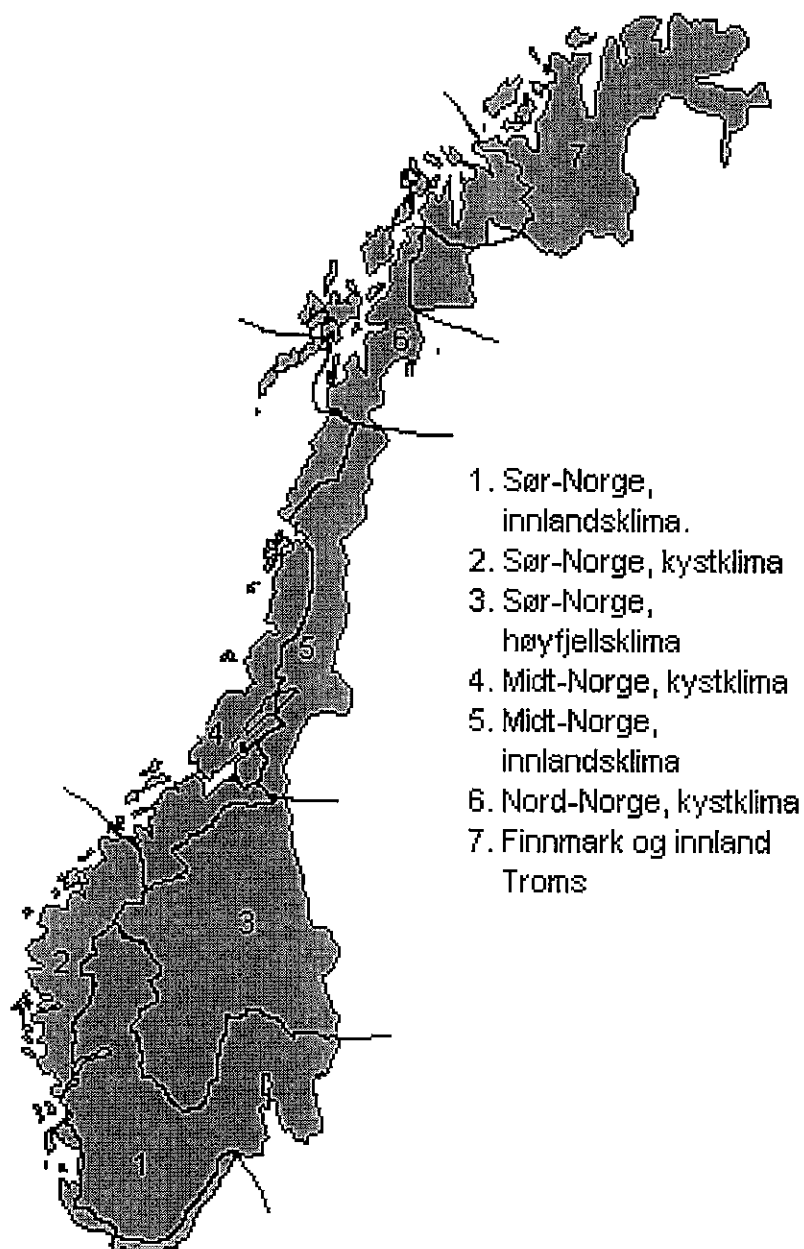 7
6
5
4
3
2
1
1. Sør-Norge,
innlandsklima.
2. Sør-Norge, kystklima
3. Sør-Norge,
høyfjellsklima
4. Midt-Norge, kystklima
5. Midt-Norge,
innlandsklima
6. Nord-Norge, kystklima
7. Finnmark og innland
Troms